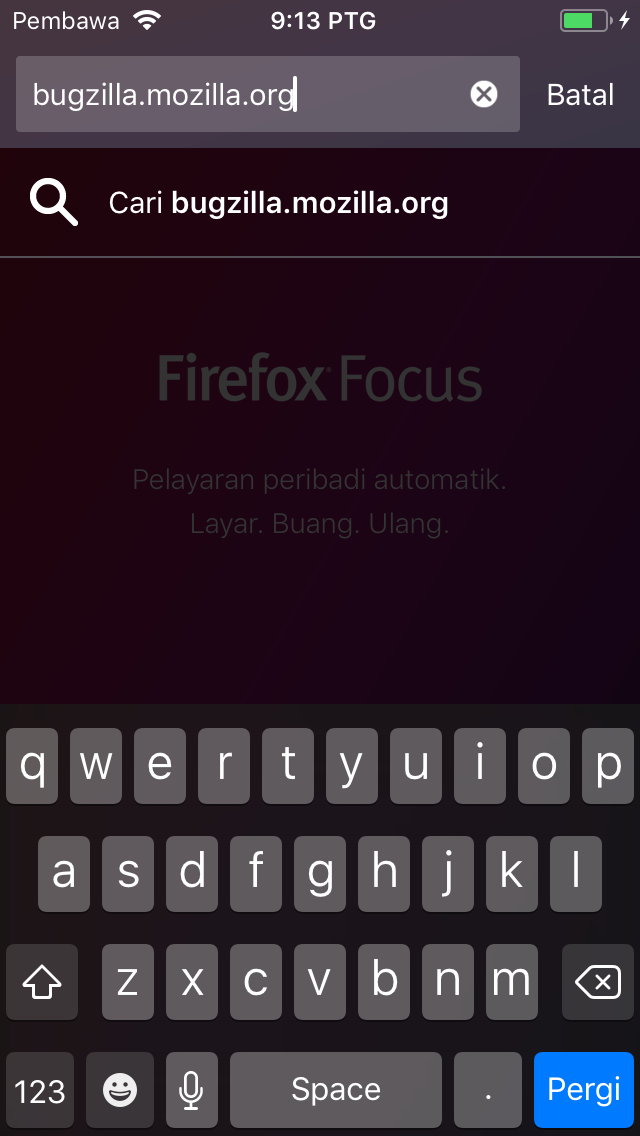 Pembawa 9:13 PTG
bugzilla.mozilla.org Batal
Cari bugzilla.mozilla.org
Firefox Focus
Pelayaran peribadi automatik.
Layar. Buang. Ulang.
q w e r t y u i o p
a s d f g h j k l
z x c v b n m
123 Space . Pergi